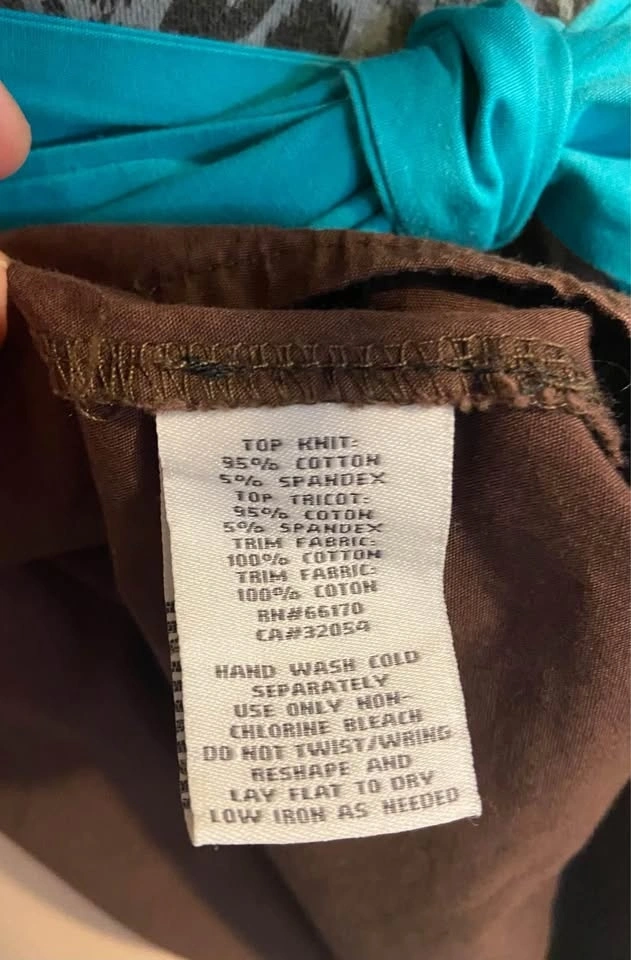 TOP KNIT:
95% COTTON
5% SPANDEX
TOP TRICOT:
95% COTON
5% SPANDEX
TRIM FABRIC:
100% COTTON
TRIM FABRIC:
100% COTON
RN#66170
CA#32054
HAND WASH COLD
SEPARATELY
USE ONLY NON-
CHLORINE BLEACH
DO NOT TWIST/WRING
RESHAPE AND
LAY FLAT TO DRY
LOW IRON AS NEEDED